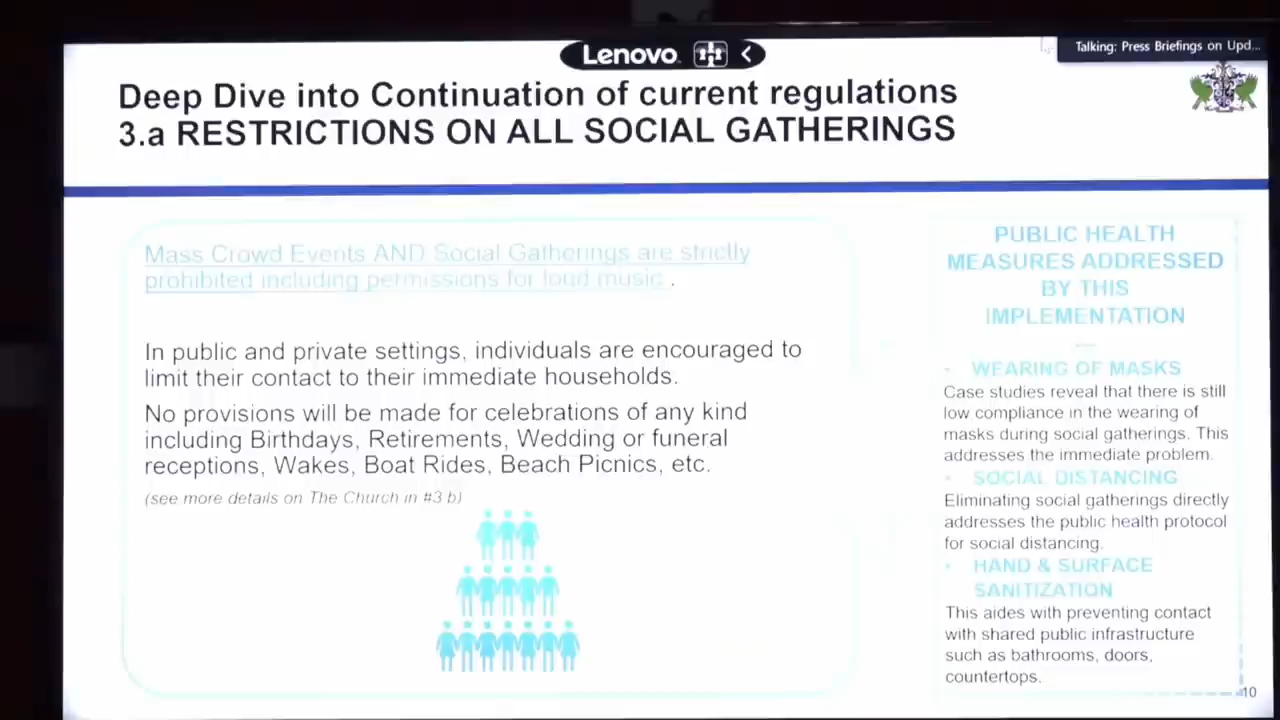 Lenovo
Talking: Press Briefings on Upd...
Deep Dive into Continuation of current regulations
3.a RESTRICTIONS ON ALL SOCIAL GATHERINGS
Mass Crowd Events AND Social Gatherings are strictly
prohibited including permissions for loud music .
In public and private settings, individuals are encouraged to
limit their contact to their immediate households.
No provisions will be made for celebrations of any kind
including Birthdays, Retirements, Wedding or funeral
receptions, Wakes, Boat Rides, Beach Picnics, etc.
(see more details on The Church in #3 b)
PUBLIC HEALTH
MEASURES ADDRESSED
BY THIS
IMPLEMENTATION
- WEARING OF MASKS
Case studies reveal that there is still
low compliance in the wearing of
masks during social gatherings. This
addresses the immediate problem.
- SOCIAL DISTANCING
Eliminating social gatherings directly
addresses the public health protocol
for social distancing.
- HAND & SURFACE
SANITIZATION
This aides with preventing contact
with shared public infrastructure
such as bathrooms, doors,
countertops.
10